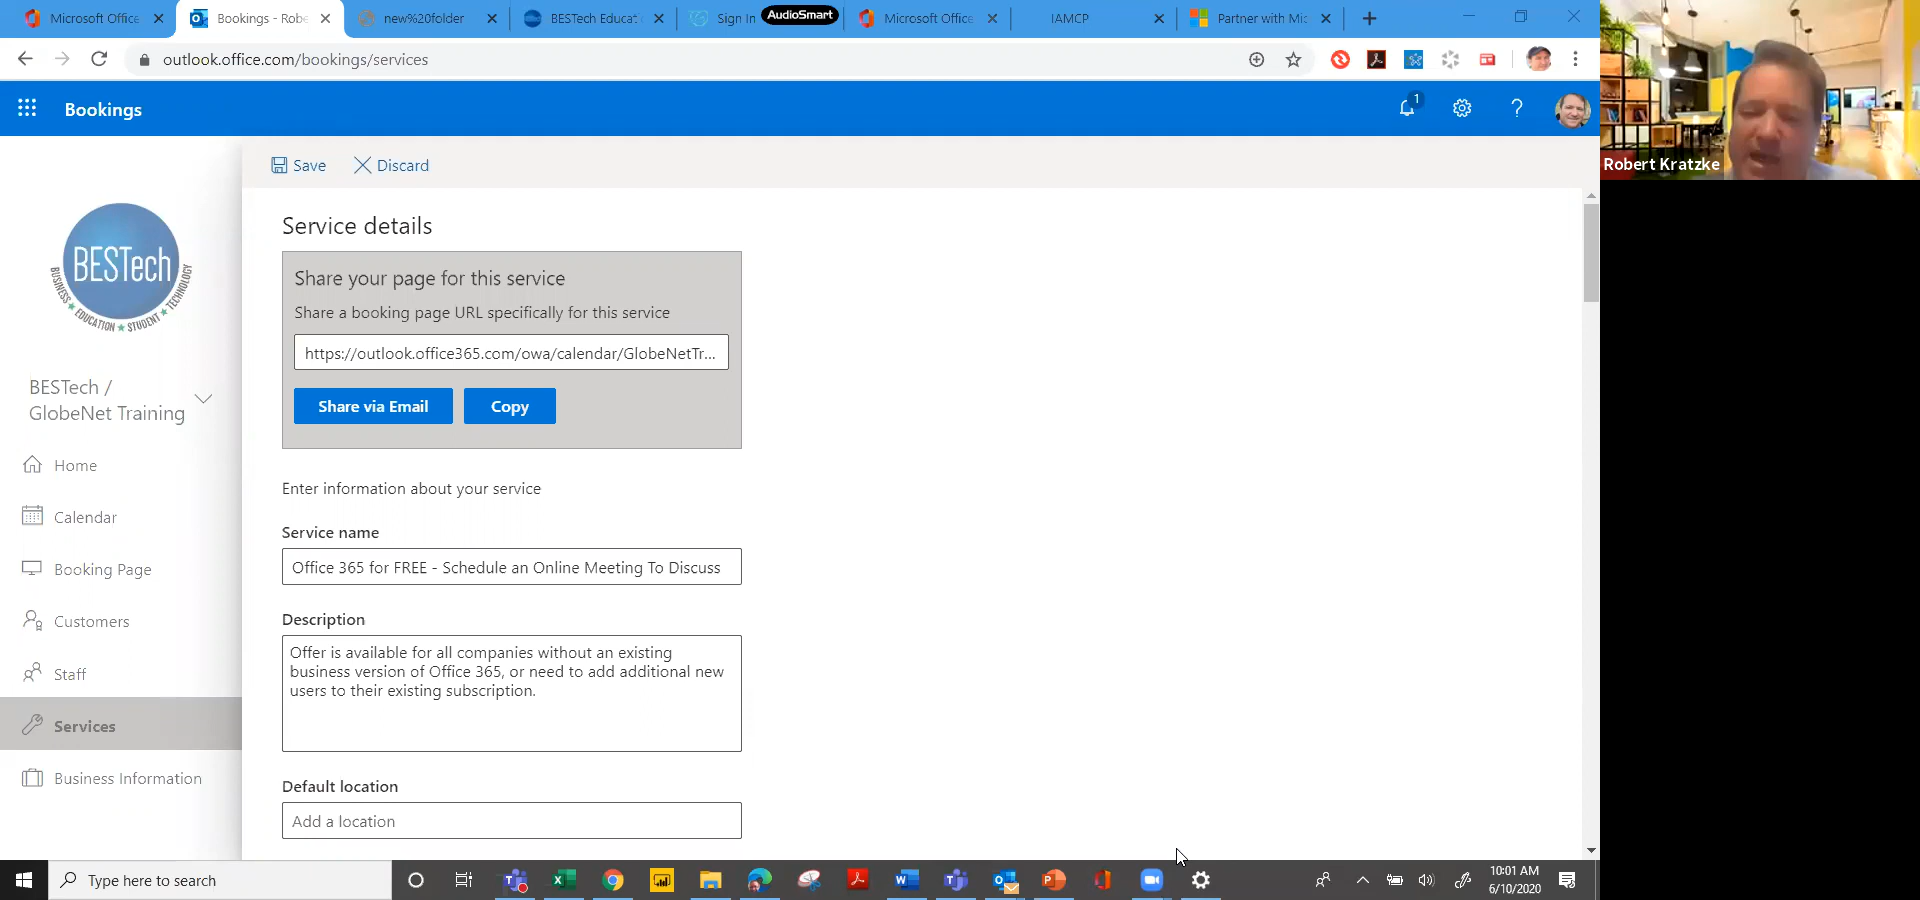 Microsoft Office
Bookings - Robe
new%20folder
BESTech Educat
Sign In
AudioSmart
Microsoft Office
IAMCP
Partner with Mic
outlook.office.com/bookings/services
Bookings
1
?
Robert Kratzke
Save
Discard
BESTech
BUSINESS EDUCATION STUDENT TECHNOLOGY
BESTech /
GlobeNet Training
Home
Calendar
Booking Page
Customers
Staff
Services
Business Information
Service details
Share your page for this service
Share a booking page URL specifically for this service
https://outlook.office365.com/owa/calendar/GlobeNetTr...
Share via Email
Copy
Enter information about your service
Service name
Office 365 for FREE - Schedule an Online Meeting To Discuss
Description
Offer is available for all companies without an existing
business version of Office 365, or need to add additional new
users to their existing subscription.
Default location
Add a location
Type here to search
10:01 AM
6/10/2020